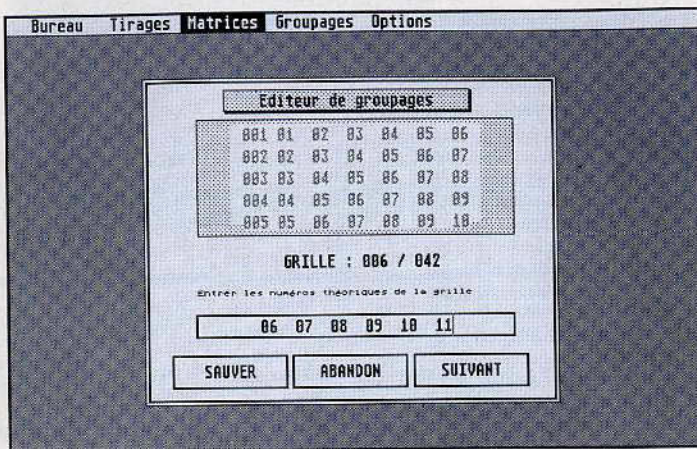 Bureau Tirages Matrices Groupages Options
Editeur de groupages
001 01 02 03 04 05 06
002 02 03 04 05 06 07
003 03 04 05 06 07 08
004 04 05 06 07 08 09
005 05 06 07 08 09 10
GRILLE : 006 / 042
Entrer les numéros théoriques de la grille
06 07 08 09 10 11
SAUVER ABANDON SUIVANT